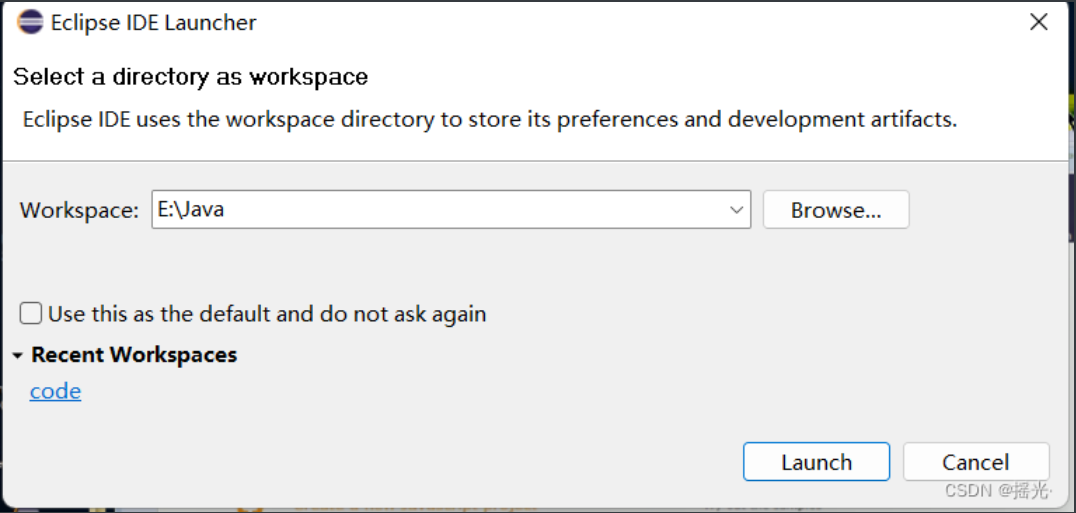 Eclipse IDE Launcher
Select a directory as workspace
Eclipse IDE uses the workspace directory to store its preferences and development artifacts.
Workspace: E:\Java Browse...
Use this as the default and do not ask again
Recent Workspaces
code
Launch Cancel
CSDN @摇光·